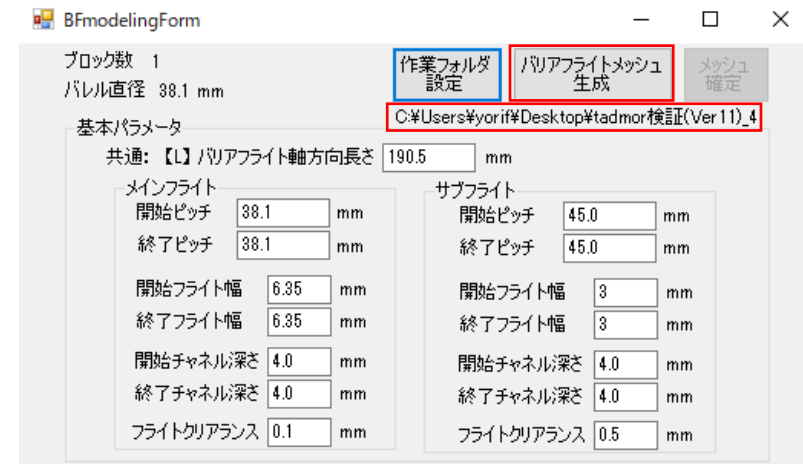 BFmodelingForm
ブロック数 1
バレル直径 38.1 mm
作業フォルダ
設定
バリアフライトメッシュ
生成
メッシュ
確定
C:¥Users¥yorif¥Desktop¥tadmor検証(Ver11)_4
基本パラメータ
共通: 【L】バリアフライト軸方向長さ 190.5 mm
メインフライト
開始ピッチ 38.1 mm
終了ピッチ 38.1 mm
開始フライト幅 6.35 mm
終了フライト幅 6.35 mm
開始チャネル深さ 4.0 mm
終了チャネル深さ 4.0 mm
フライトクリアランス 0.1 mm
サブフライト
開始ピッチ 45.0 mm
終了ピッチ 45.0 mm
開始フライト幅 3 mm
終了フライト幅 3 mm
開始チャネル深さ 4.0 mm
終了チャネル深さ 4.0 mm
フライトクリアランス 0.5 mm